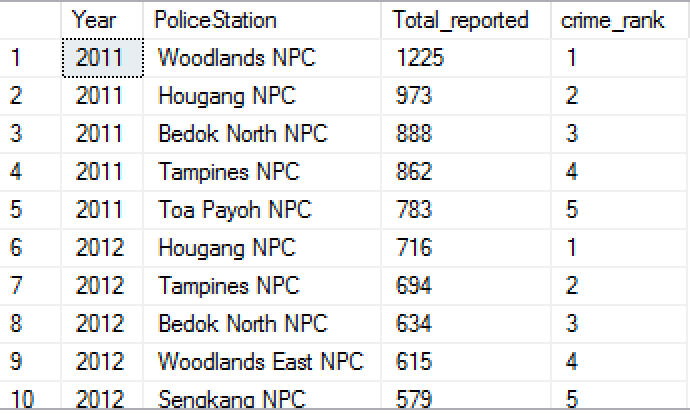 Year PoliceStation Total_reported crime_rank
1 2011 Woodlands NPC 1225 1
2 2011 Hougang NPC 973 2
3 2011 Bedok North NPC 888 3
4 2011 Tampines NPC 862 4
5 2011 Toa Payoh NPC 783 5
6 2012 Hougang NPC 716 1
7 2012 Tampines NPC 694 2
8 2012 Bedok North NPC 634 3
9 2012 Woodlands East NPC 615 4
10 2012 Sengkang NPC 579 5